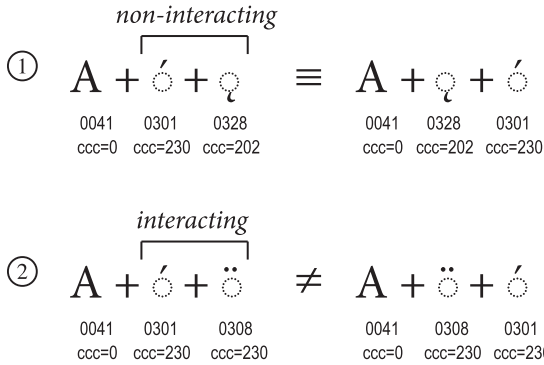 non-interacting
① A + ◌́ + ◌̨ ≡ A + ◌̨ + ◌́
0041 0301 0328 0041 0328 0301
ccc=0 ccc=230 ccc=202 ccc=0 ccc=202 ccc=230
interacting
② A + ◌́ + ◌̈ ≠ A + ◌̈ + ◌́
0041 0301 0308 0041 0308 0301
ccc=0 ccc=230 ccc=230 ccc=0 ccc=230 ccc=230